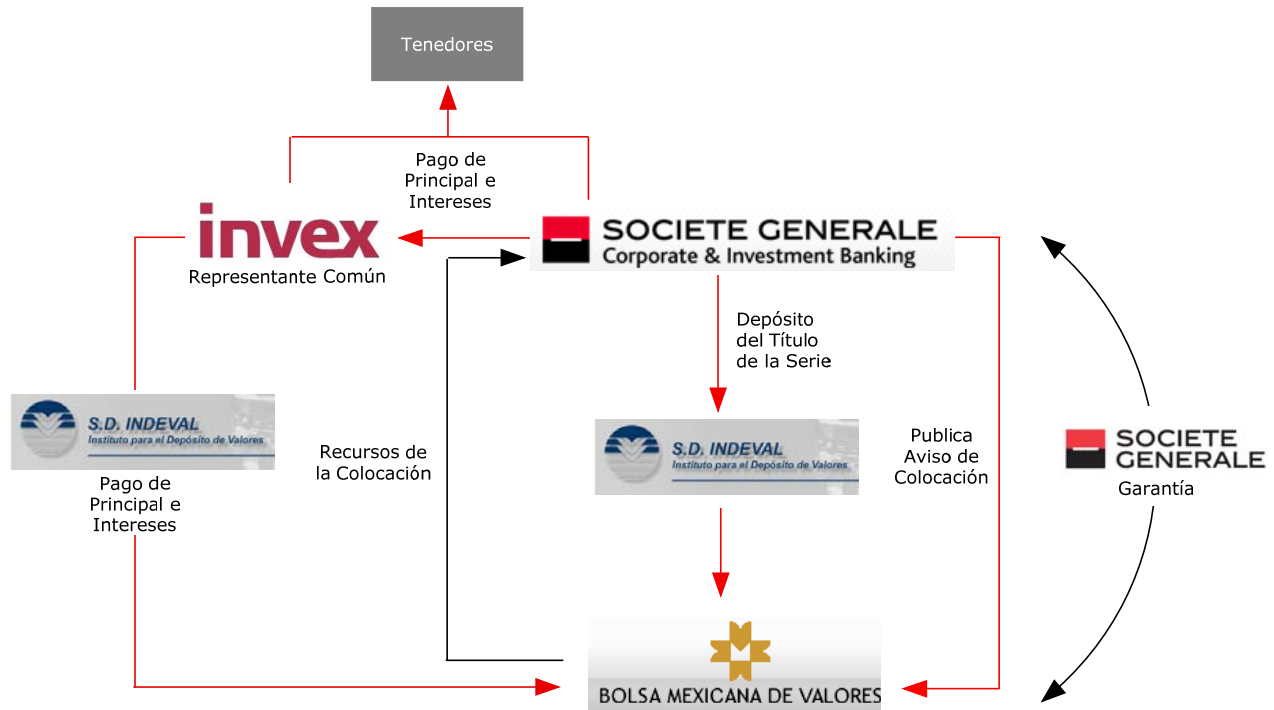 Tenedores
Pago de
Principal e
Intereses
invex
Representante Común
SOCIETE GENERALE
Corporate & Investment Banking
Depósito
del Título
de la Serie
S.D. INDEVAL
Instituto para el Depósito de Valores
Pago de
Principal e
Intereses
Recursos de
la Colocación
S.D. INDEVAL
Instituto para el Depósito de Valores
Publica
Aviso de
Colocación
SOCIETE
GENERALE
Garantía
BOLSA MEXICANA DE VALORES